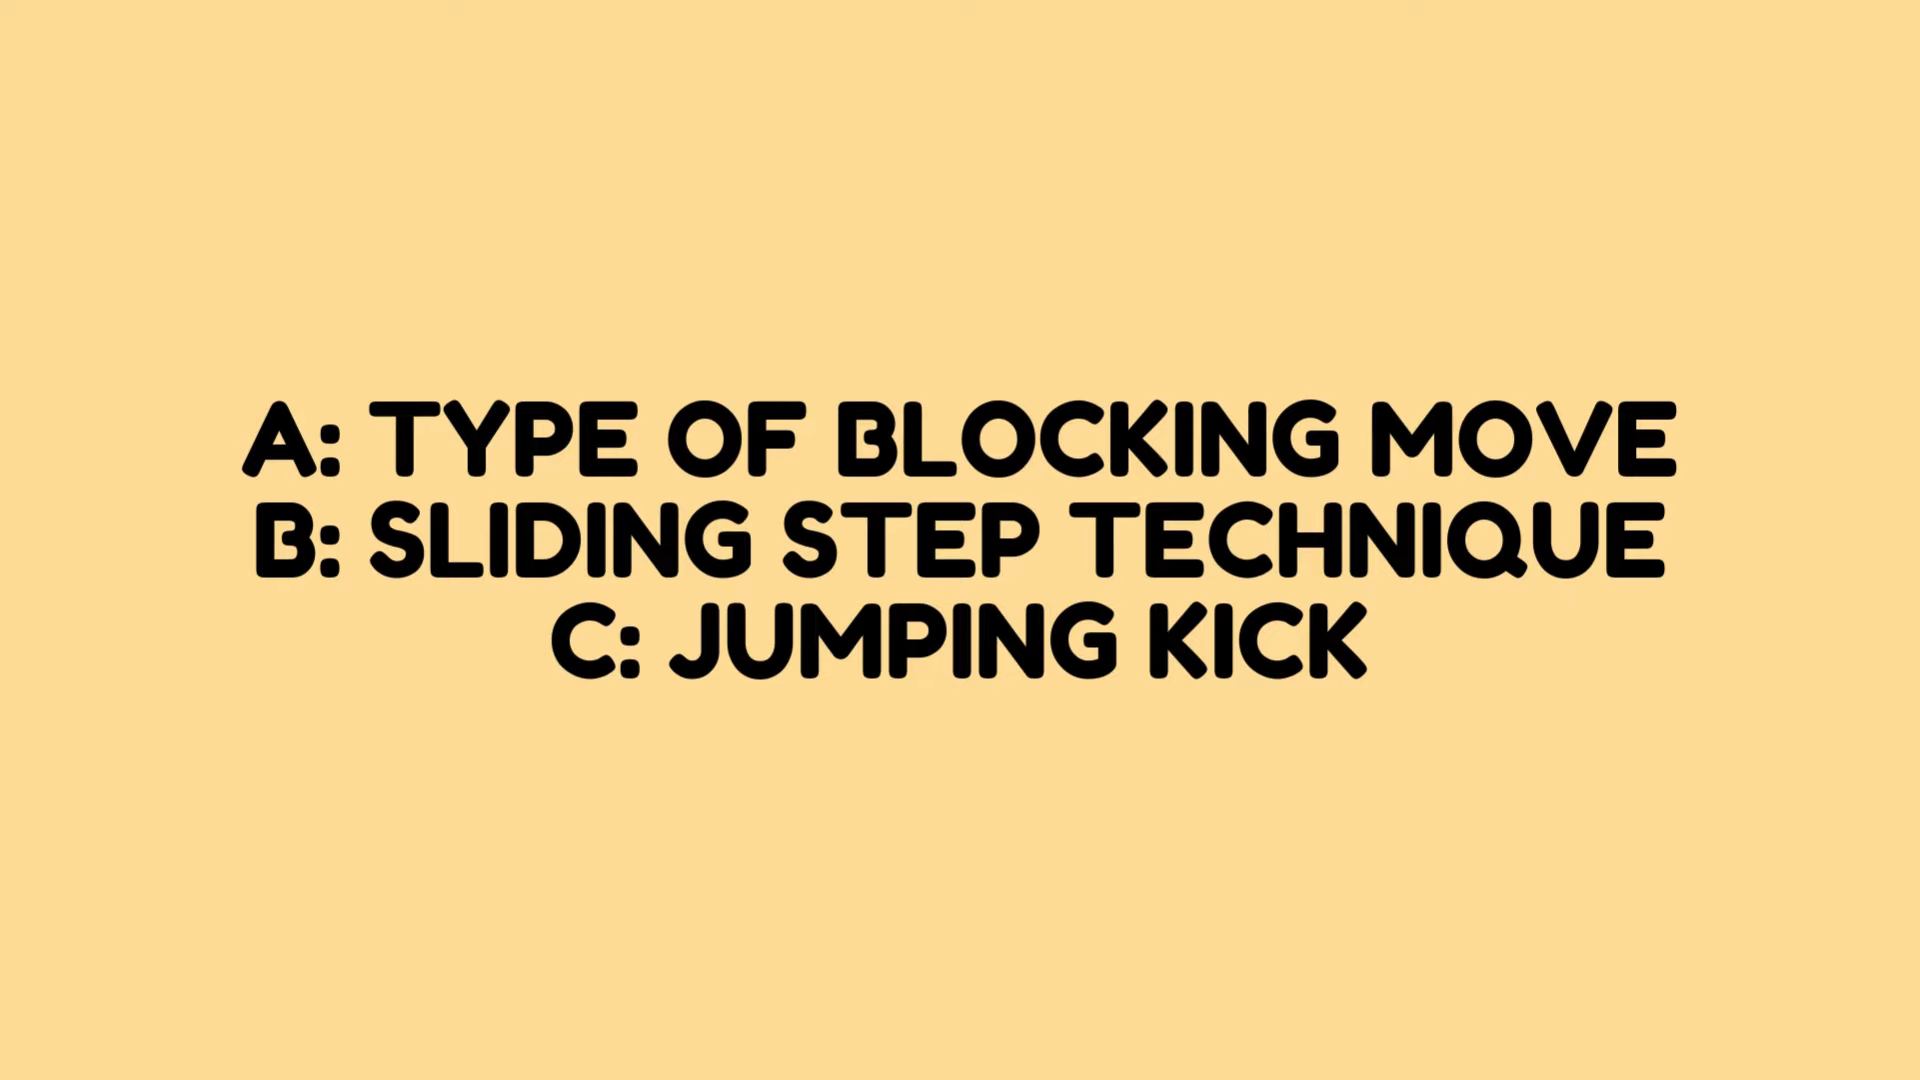 A: TYPE OF BLOCKING MOVE
B: SLIDING STEP TECHNIQUE
C: JUMPING KICK